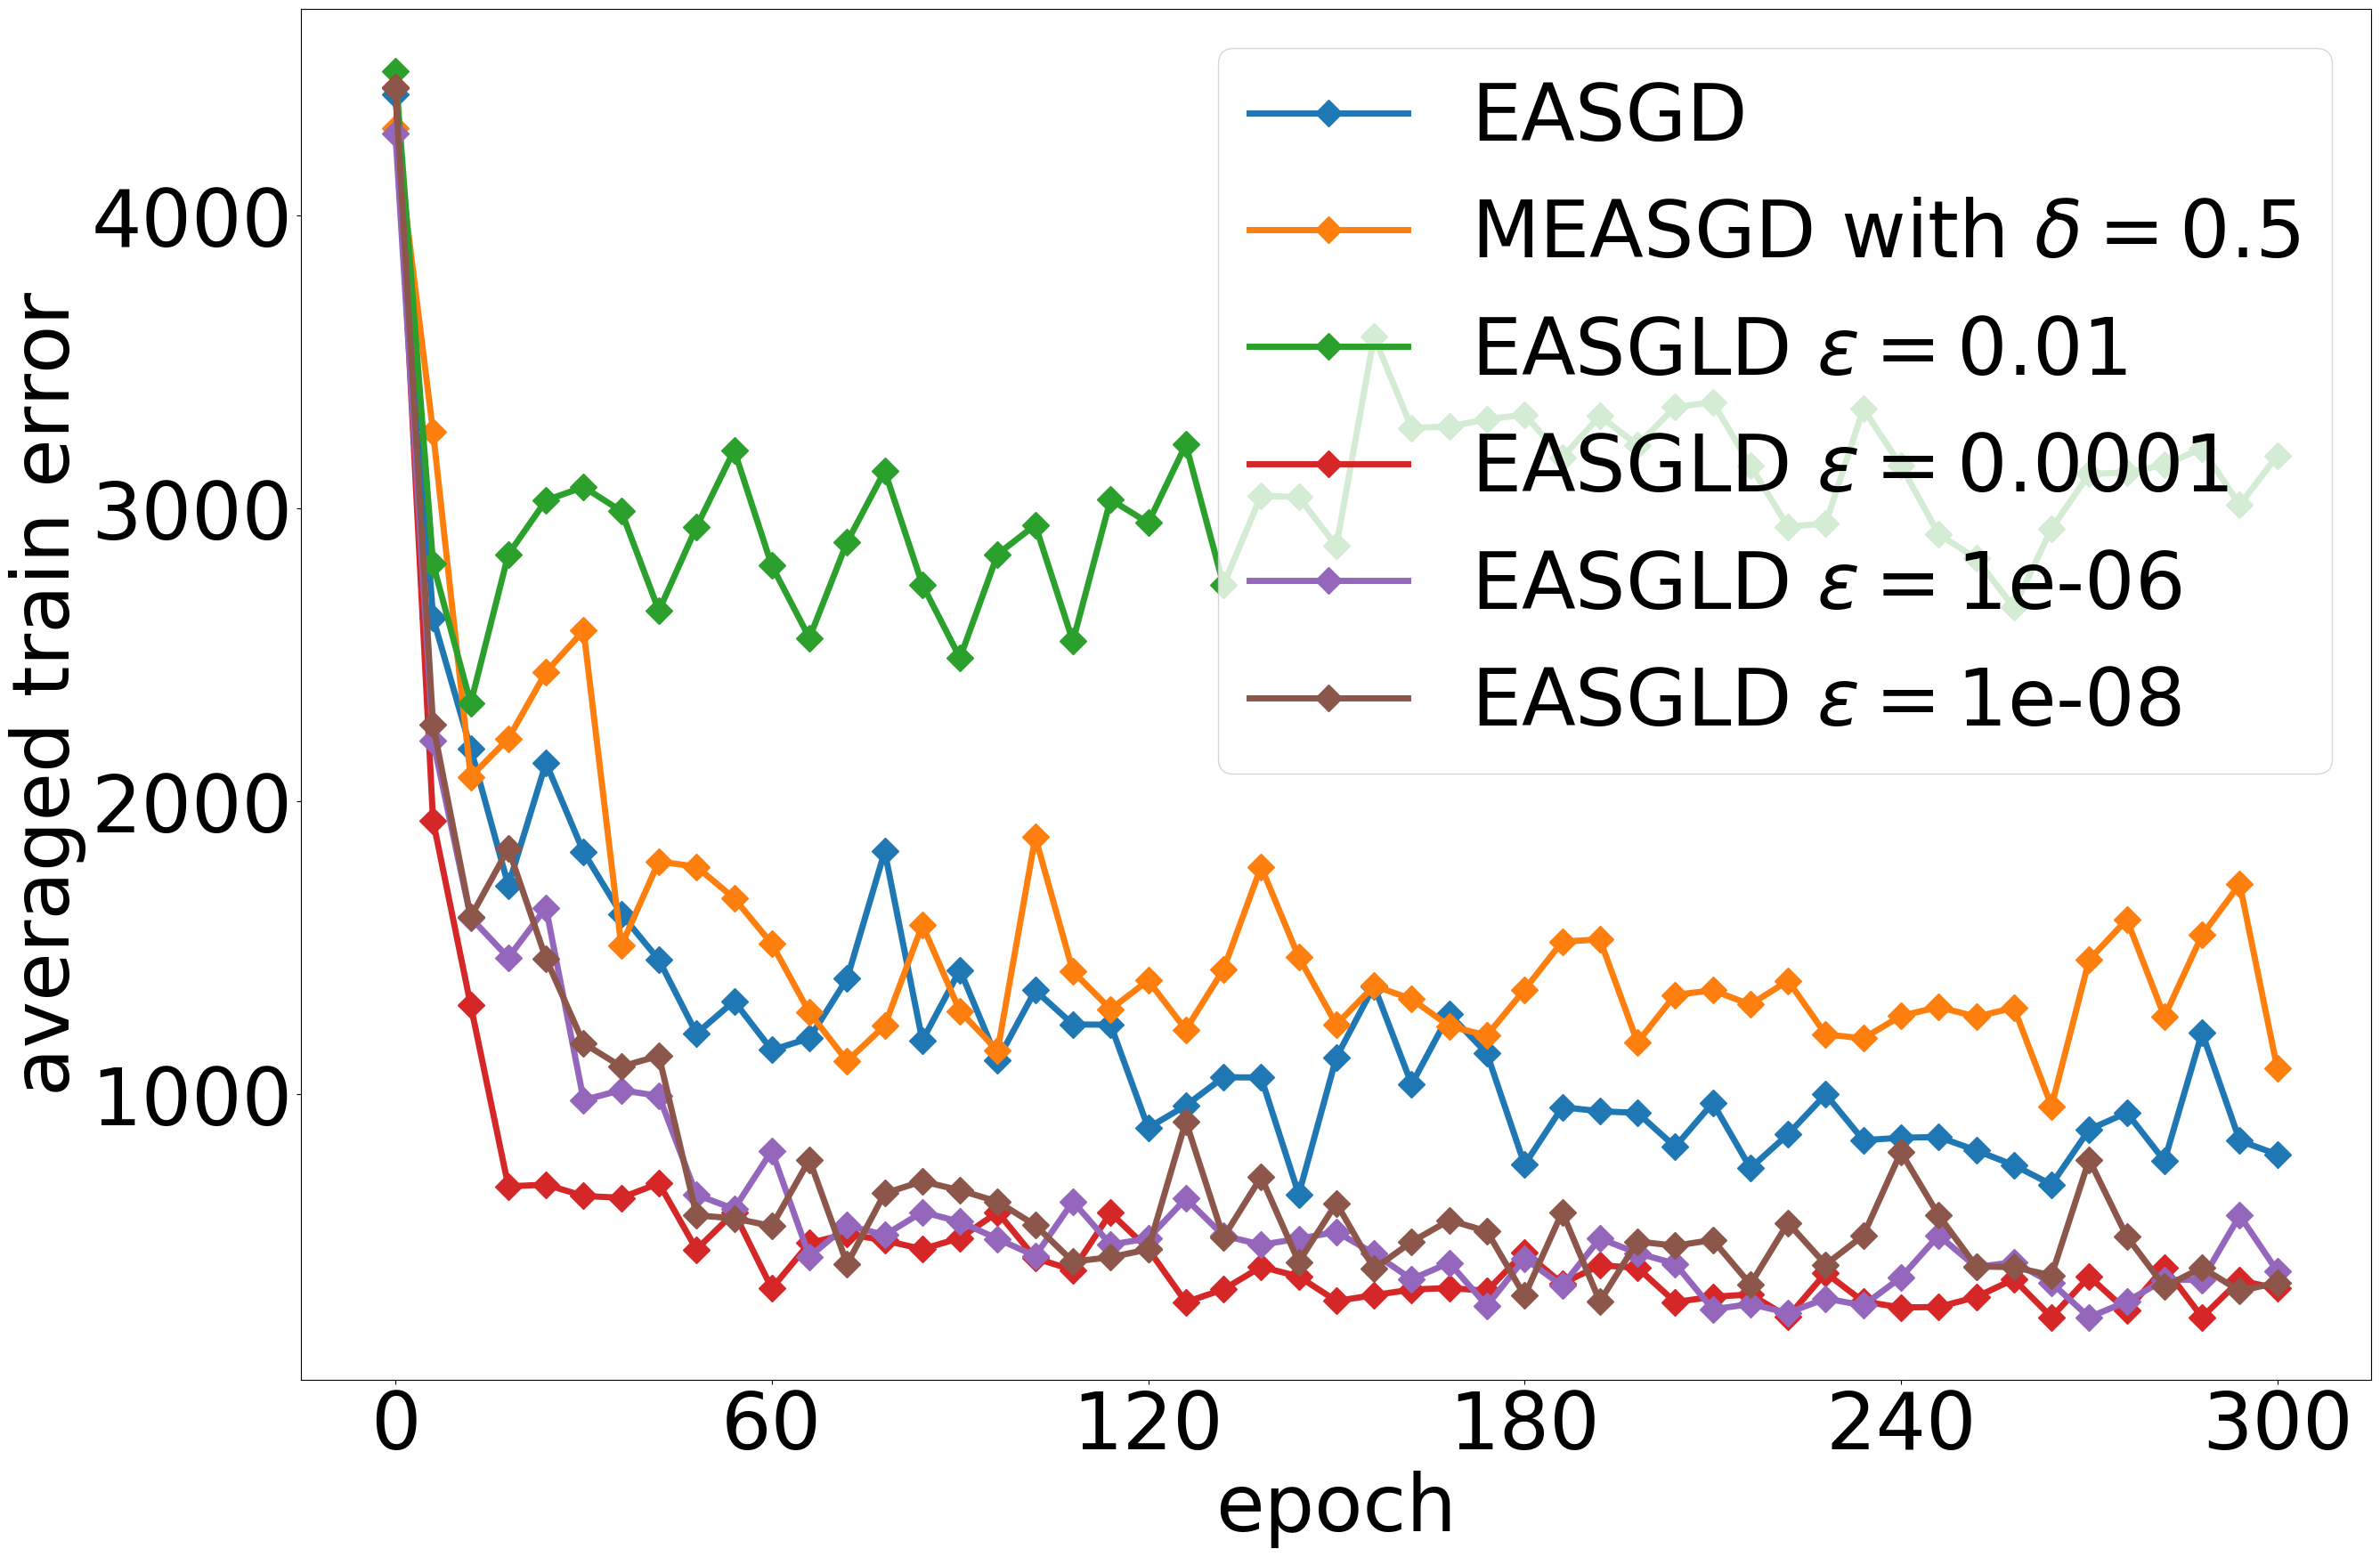 averaged train error
4000
3000
2000
1000
EASGD
MEASGD with δ = 0.5
EASGLD ε = 0.01
EASGLD ε = 0.0001
EASGLD ε = 1e-06
EASGLD ε = 1e-08
0 60 120 180 240 300
epoch